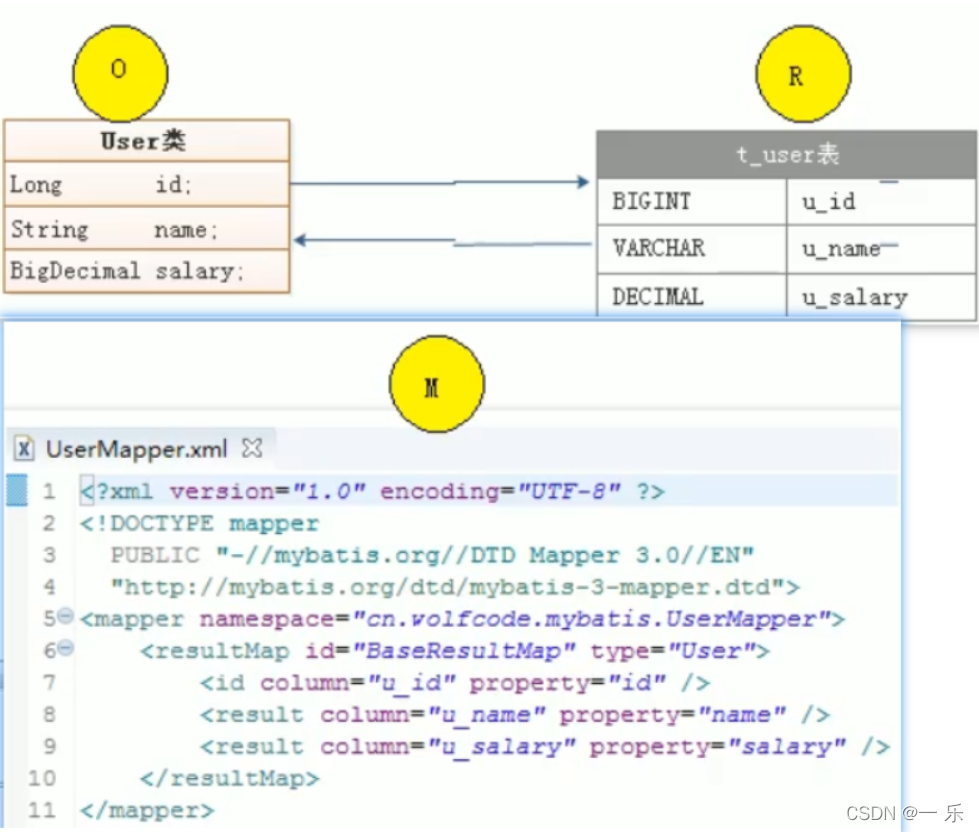 O
R
User类
Long id;
String name;
BigDecimal salary;
t_user表
BIGINT u_id
VARCHAR u_name
DECIMAL u_salary
M
UserMapper.xml
1 <?xml version="1.0" encoding="UTF-8" ?>
2 <!DOCTYPE mapper
3 PUBLIC "-//mybatis.org//DTD Mapper 3.0//EN"
4 "http://mybatis.org/dtd/mybatis-3-mapper.dtd">
5 <mapper namespace="cn.wolfcode.mybatis.UserMapper">
6 <resultMap id="BaseResultMap" type="User">
7 <id column="u_id" property="id" />
8 <result column="u_name" property="name" />
9 <result column="u_salary" property="salary" />
10 </resultMap>
11 </mapper>
CSDN @一 乐